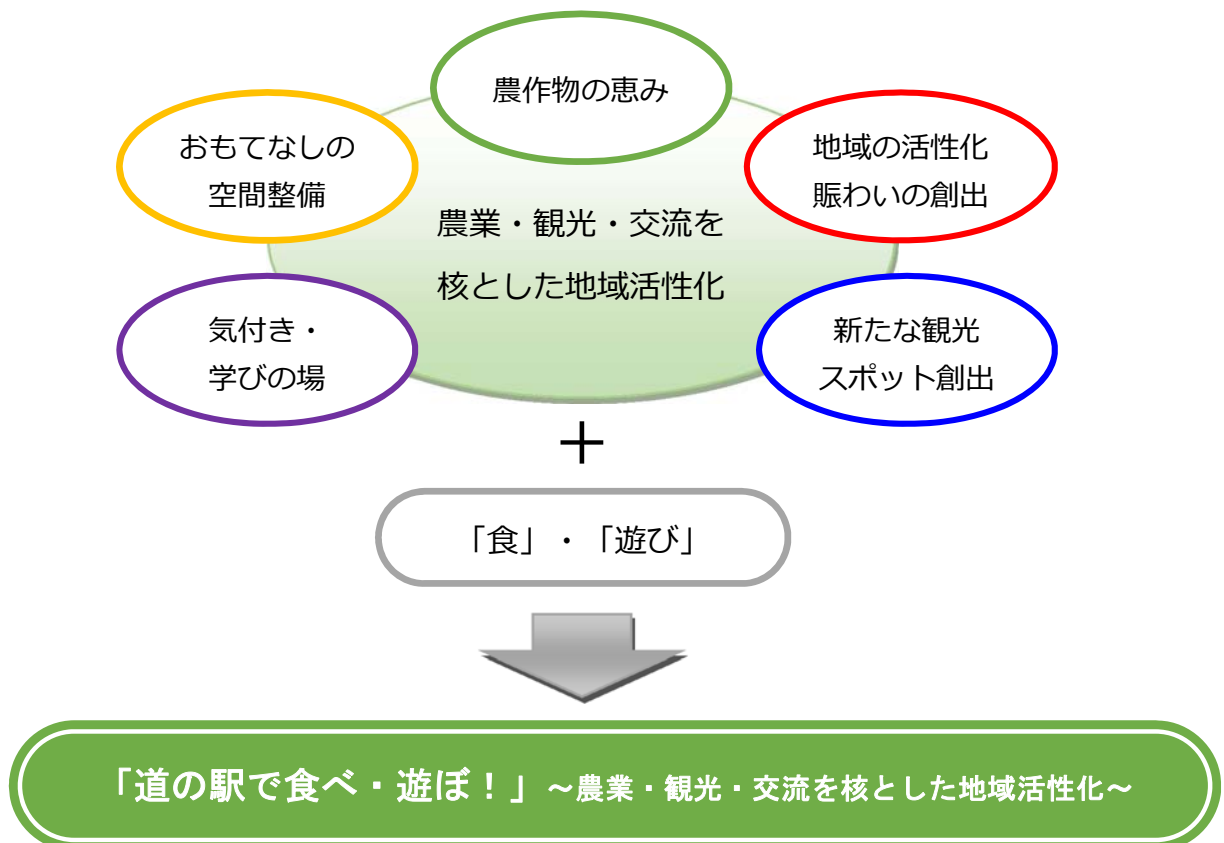 農作物の恵み
おもてなしの
空間整備
地域の活性化
賑わいの創出
農業・観光・交流を
核とした地域活性化
気付き・
学びの場
新たな観光
スポット創出
＋
「食」・「遊び」
「道の駅で食べ・遊ぼ！」～農業・観光・交流を核とした地域活性化～